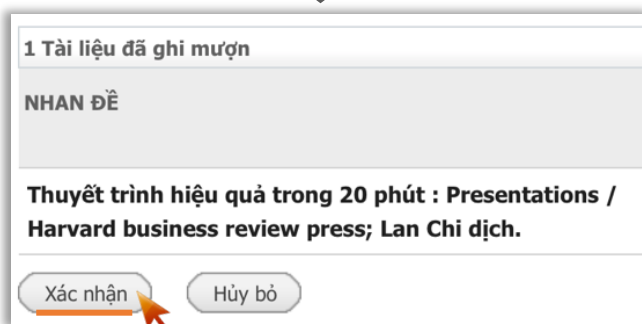 1 Tài liệu đã ghi mượn
NHAN ĐỀ
Thuyết trình hiệu quả trong 20 phút : Presentations /
Harvard business review press; Lan Chi dịch.
Xác nhận Hủy bỏ